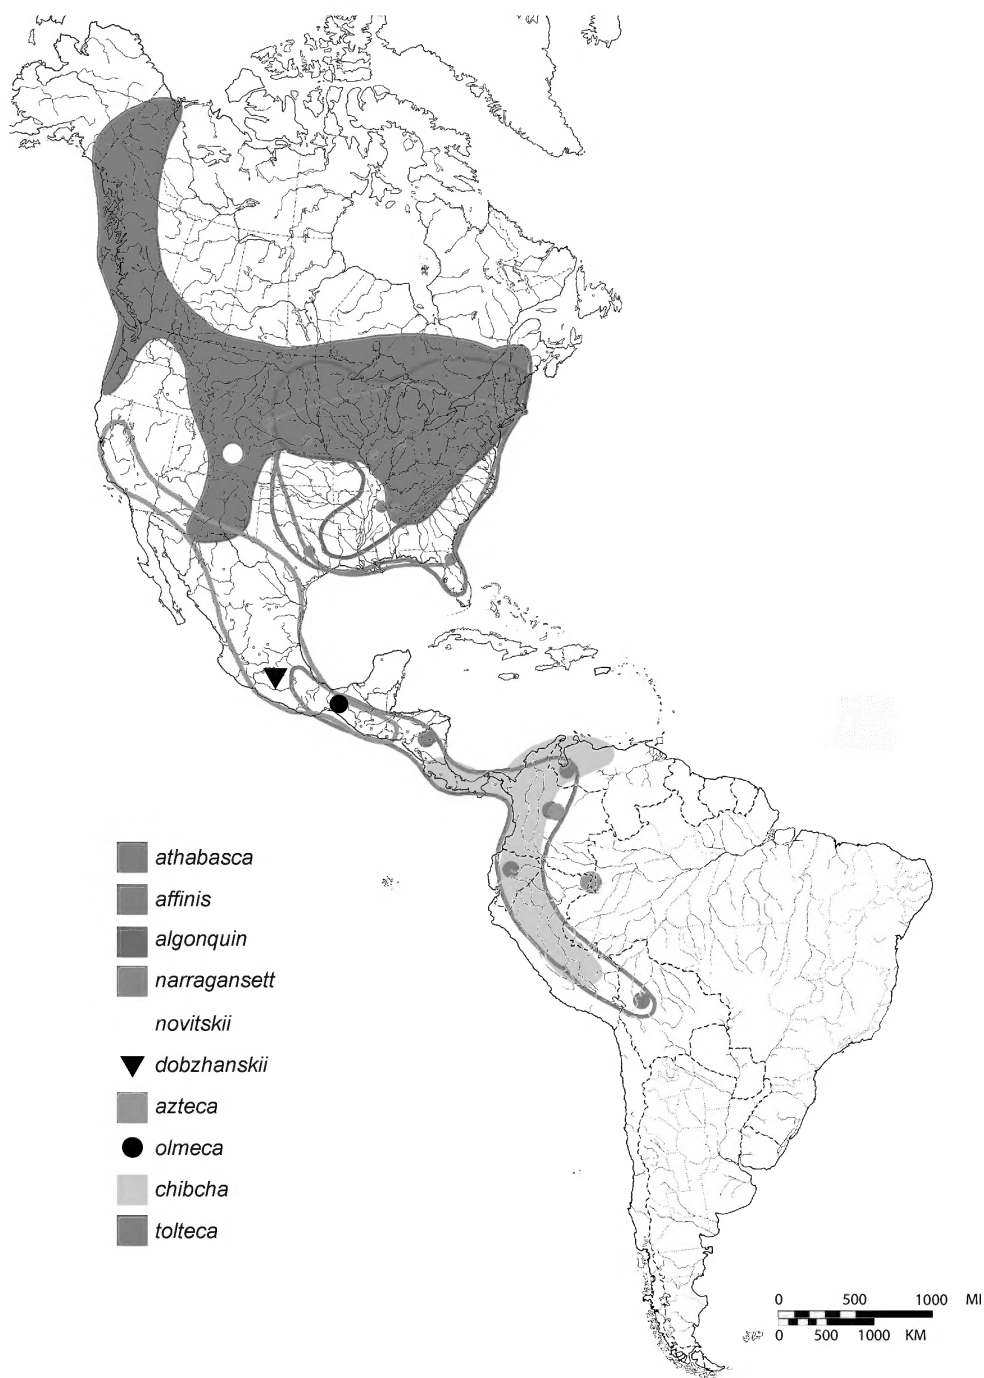 athabasca
affinis
algonquin
narragansett
novitskii
dobzhanskii
azteca
olmeca
chibcha
tolteca
0 500 1000 MI
0 500 1000 KM